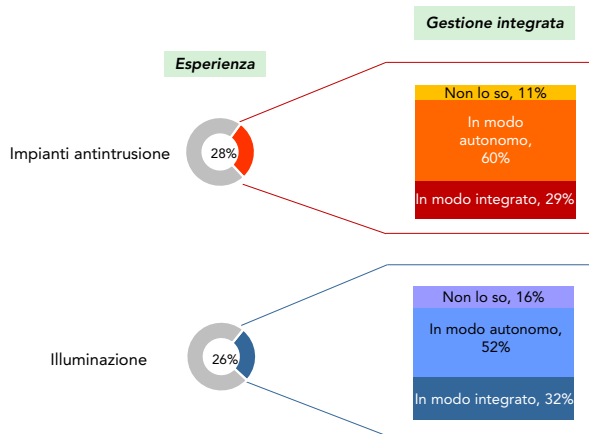 Gestione integrata
Esperienza
Non lo so, 11%
In modo
autonomo,
60%
Impianti antintrusione
28%
In modo integrato, 29%
Non lo so, 16%
In modo autonomo,
52%
Illuminazione
26%
In modo integrato, 32%